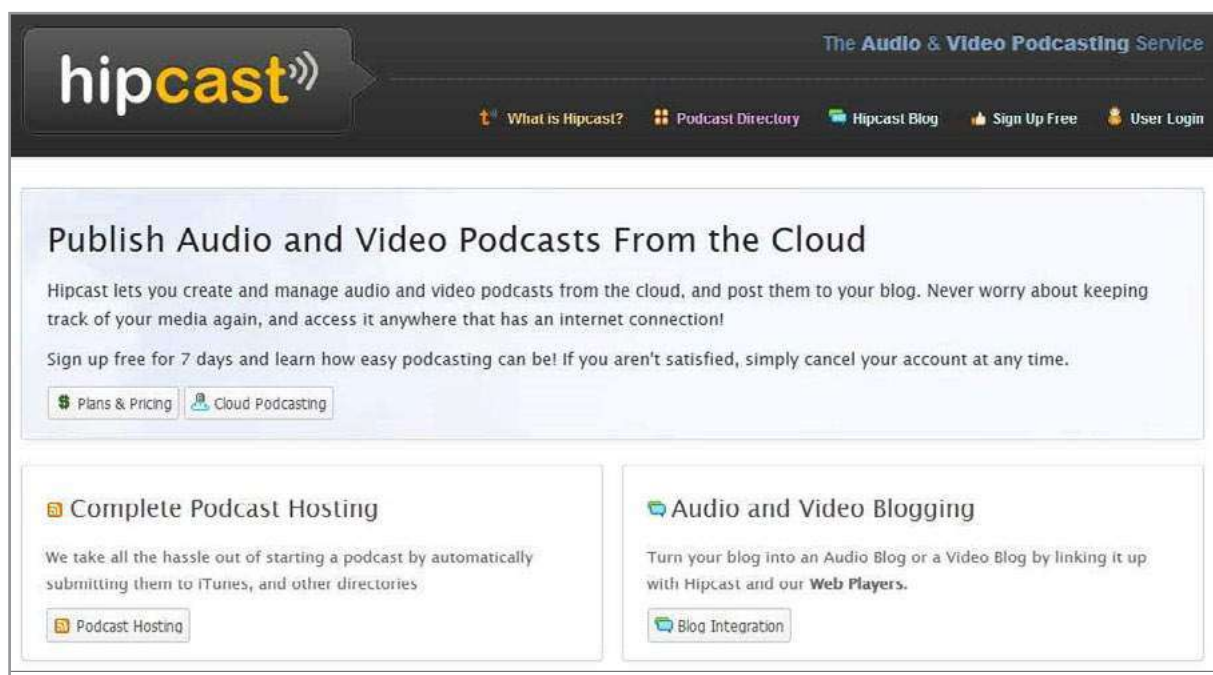 The Audio & Video Podcasting Service
hipcast
What is Hipcast?
Podcast Directory
Hipcast Blog
Sign Up Free
User Login
Publish Audio and Video Podcasts From the Cloud
Hipcast lets you create and manage audio and video podcasts from the cloud, and post them to your blog. Never worry about keeping
track of your media again, and access it anywhere that has an internet connection!
Sign up free for 7 days and learn how easy podcasting can be! If you aren't satisfied, simply cancel your account at any time.
$ Plans & Pricing
Cloud Podcasting
Complete Podcast Hosting
We take all the hassle out of starting a podcast by automatically
submitting them to iTunes, and other directories
Podcast Hosting
Audio and Video Blogging
Turn your blog into an Audio Blog or a Video Blog by linking it up
with Hipcast and our Web Players.
Blog Integration